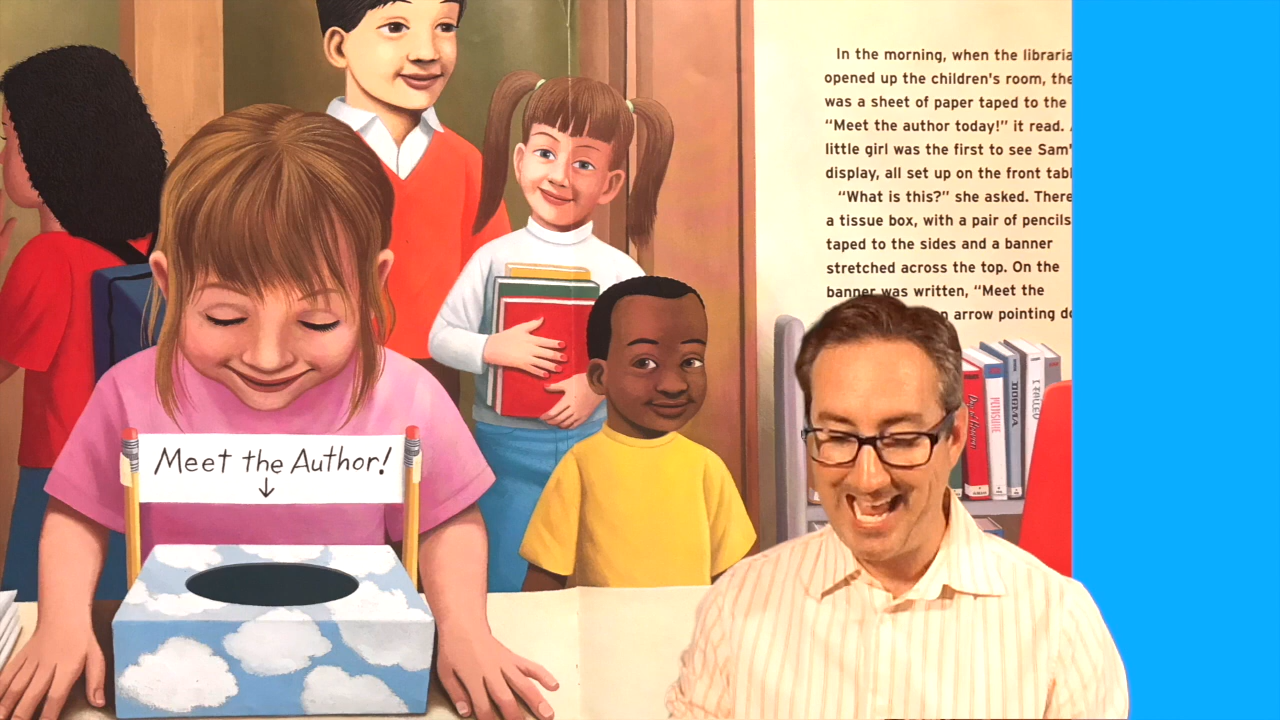 In the morning, when the libraria
opened up the children's room, the
was a sheet of paper taped to the
"Meet the author today!" it read.
little girl was the first to see Sam'
display, all set up on the front tabl
"What is this?" she asked. There
a tissue box, with a pair of pencils
taped to the sides and a banner
stretched across the top. On the
banner was written, "Meet the
arrow pointing do
Meet the Author!